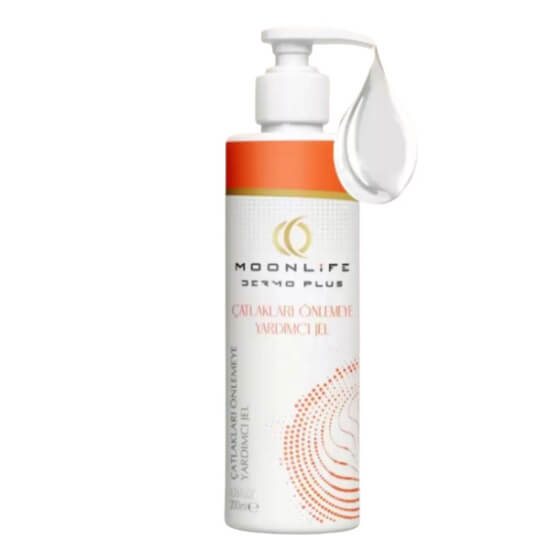 MOONLiFE
DERMO PLUS
ÇATLAKLARI ÖNLEMEYE
YARDIMCI JEL
ÇATLAKLARI ÖNLEMEYE
YARDIMCI JEL
200ml℮